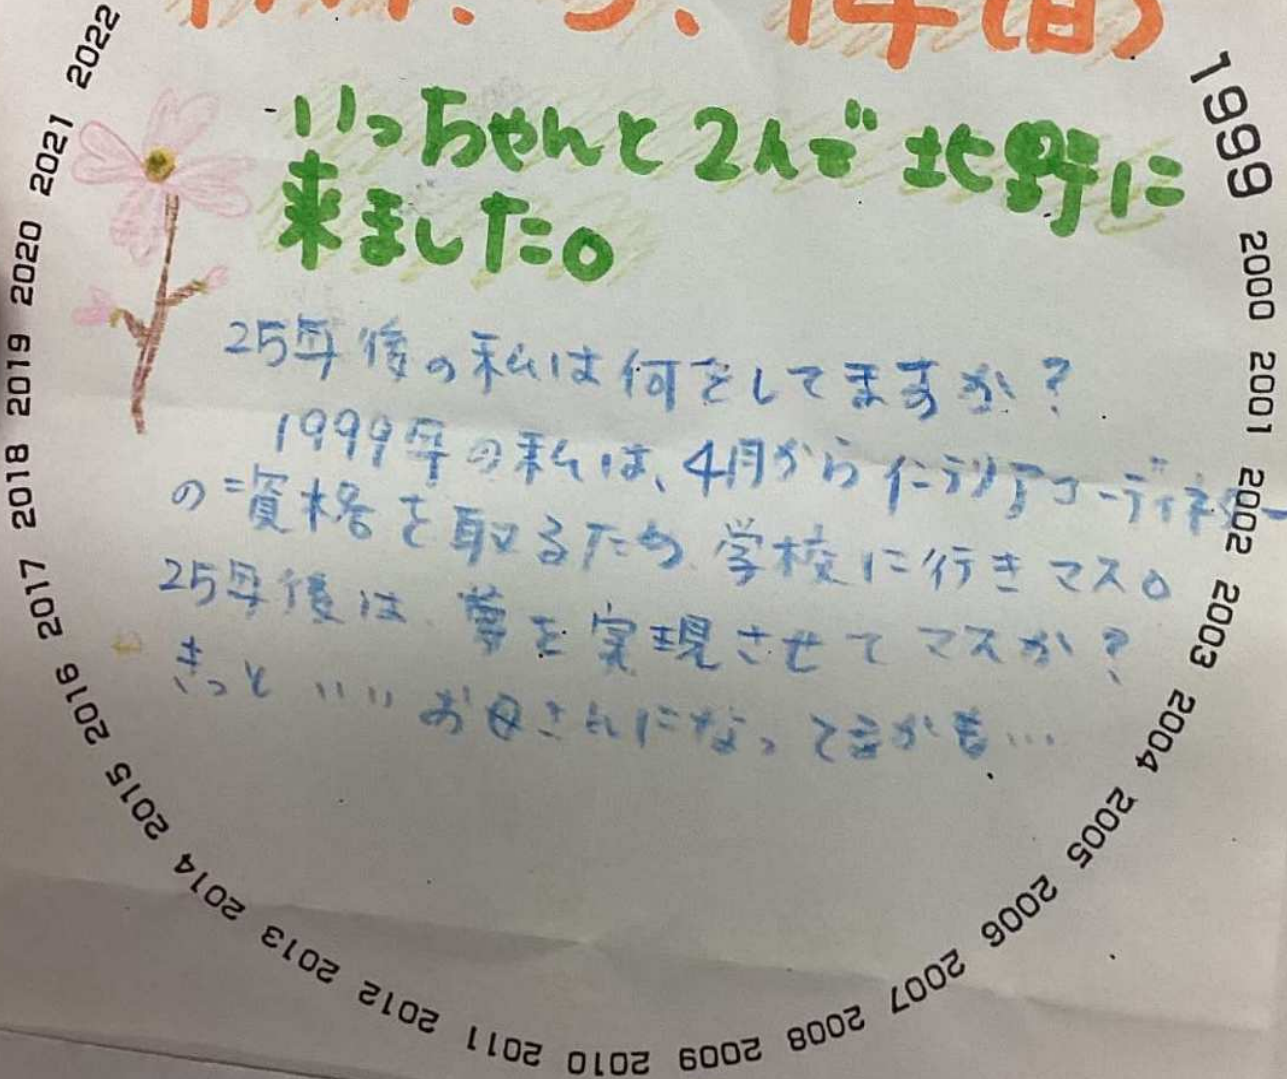 (日)
いっちゃんと2人で北野に
来ました。
25年後の私は何をしてますか?
1999年の私は、4月からインテリアコーディネーター
の資格を取るため学校に行きマス。
25年後は夢を実現させてマスか?
きっといいお母さんになってるかも…
1999 2000 2001 2002 2003 2004 2005 2006 2007 2008 2009 2010 2011 2012 2013 2014 2015 2016 2017 2018 2019 2020 2021 2022